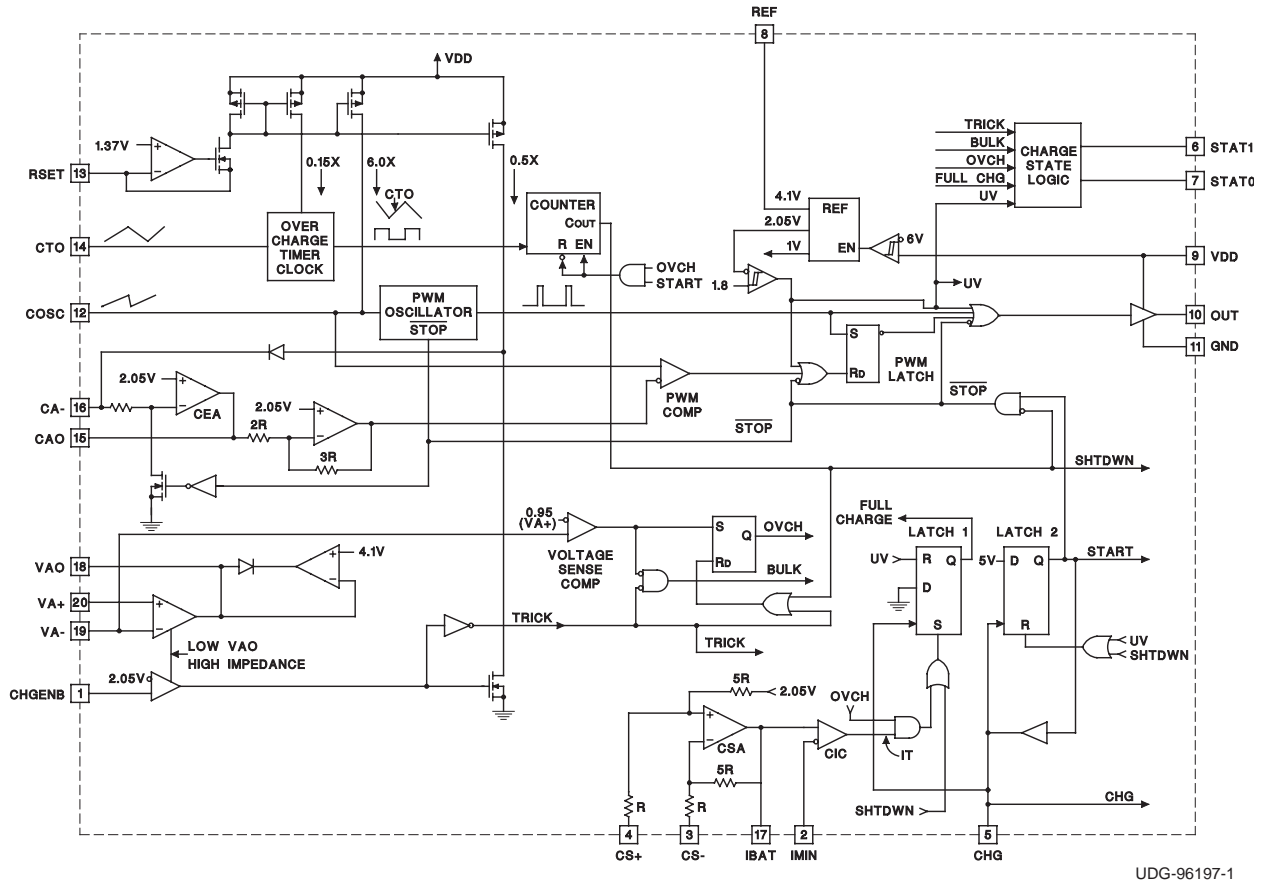 REF
8
VDD
1.37V
RSET 13
0.15X
6.0X
0.5X
CTO
COUNTER
COUT
R EN
4.1V
2.05V
1V
REF
EN
6V
TRICK
BULK
OVCH
FULL CHG
UV
CHARGE
STATE
LOGIC
6 STAT1
7 STAT0
CTO 14
OVER
CHARGE
TIMER
CLOCK
OVCH
START
1.8
UV
9 VDD
COSC 12
PWM
OSCILLATOR
STOP
S
RD
PWM
LATCH
10 OUT
11 GND
2.05V
CA- 16
CEA
CAO 15
2R
2.05V
3R
PWM
COMP
STOP
STOP
SHTDWN
0.95
(VA+)
VOLTAGE
SENSE
COMP
S
Q
RD
OVCH
BULK
FULL
CHARGE
LATCH 1
UV
R Q
D
S
LATCH 2
5V
D Q
R
START
UV
SHTDWN
VAO 18
4.1V
VA+ 20
VA- 19
LOW VAO
HIGH IMPEDANCE
TRICK
TRICK
2.05V
CHGENB 1
5R
2.05V
CSA
5R
R
R
CIC
OVCH
IT
SHTDWN
CHG
4
CS+
3
CS-
17
IBAT
2
IMIN
5
CHG
UDG-96197-1